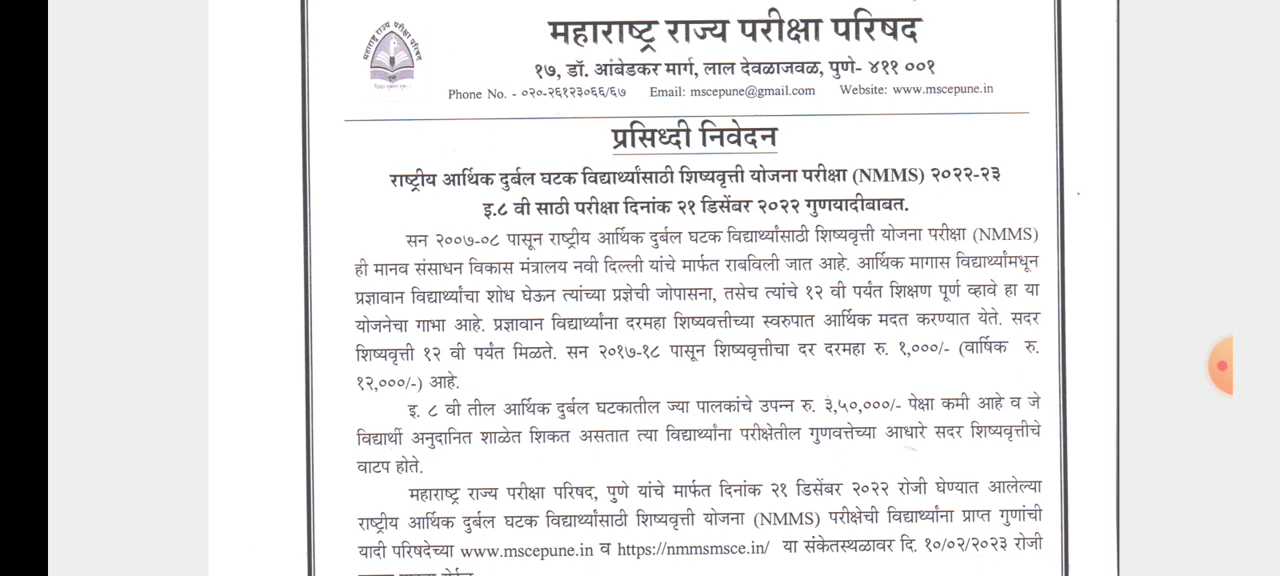 महाराष्ट्र राज्य परीक्षा परिषद
महाराष्ट्र राज्य परीक्षा परिषद
१७, डॉ. आंबेडकर मार्ग, लाल देवळाजवळ, पुणे- ४११ ००१
Phone No. - ०२०-२६१२३०६६/६७ Email: mscepune@gmail.com Website: www.mscepune.in
प्रसिध्दी निवेदन
राष्ट्रीय आर्थिक दुर्बल घटक विद्यार्थ्यांसाठी शिष्यवृत्ती योजना परीक्षा (NMMS) २०२२-२३
इ.८ वी साठी परीक्षा दिनांक २१ डिसेंबर २०२२ गुणयादीबाबत.
सन २००७-०८ पासून राष्ट्रीय आर्थिक दुर्बल घटक विद्यार्थ्यांसाठी शिष्यवृत्ती योजना परीक्षा (NMMS)
ही मानव संसाधन विकास मंत्रालय नवी दिल्ली यांचे मार्फत राबविली जात आहे. आर्थिक मागास विद्यार्थ्यांमधून
प्रज्ञावान विद्यार्थ्यांचा शोध घेऊन त्यांच्या प्रज्ञेची जोपासना, तसेच त्यांचे १२ वी पर्यंत शिक्षण पूर्ण व्हावे हा या
योजनेचा गाभा आहे. प्रज्ञावान विद्यार्थ्यांना दरमहा शिष्यवत्तीच्या स्वरुपात आर्थिक मदत करण्यात येते. सदर
शिष्यवृत्ती १२ वी पर्यंत मिळते. सन २०१७-१८ पासून शिष्यवृत्तीचा दर दरमहा रु. १,०००/- (वार्षिक रु.
१२,०००/-) आहे.
इ. ८ वी तील आर्थिक दुर्बल घटकातील ज्या पालकांचे उपन्न रु. ३,५०,०००/- पेक्षा कमी आहे व जे
विद्यार्थी अनुदानित शाळेत शिकत असतात त्या विद्यार्थ्यांना परीक्षेतील गुणवत्तेच्या आधारे सदर शिष्यवृत्तीचे
वाटप होते.
महाराष्ट्र राज्य परीक्षा परिषद, पुणे यांचे मार्फत दिनांक २१ डिसेंबर २०२२ रोजी घेण्यात आलेल्या
राष्ट्रीय आर्थिक दुर्बल घटक विद्यार्थ्यांसाठी शिष्यवृत्ती योजना (NMMS) परीक्षेची विद्यार्थ्यांना प्राप्त गुणांची
यादी परिषदेच्या www.mscepune.in व https://nmmsmsce.in/ या संकेतस्थळावर दि. १०/०२/२०२३ रोजी